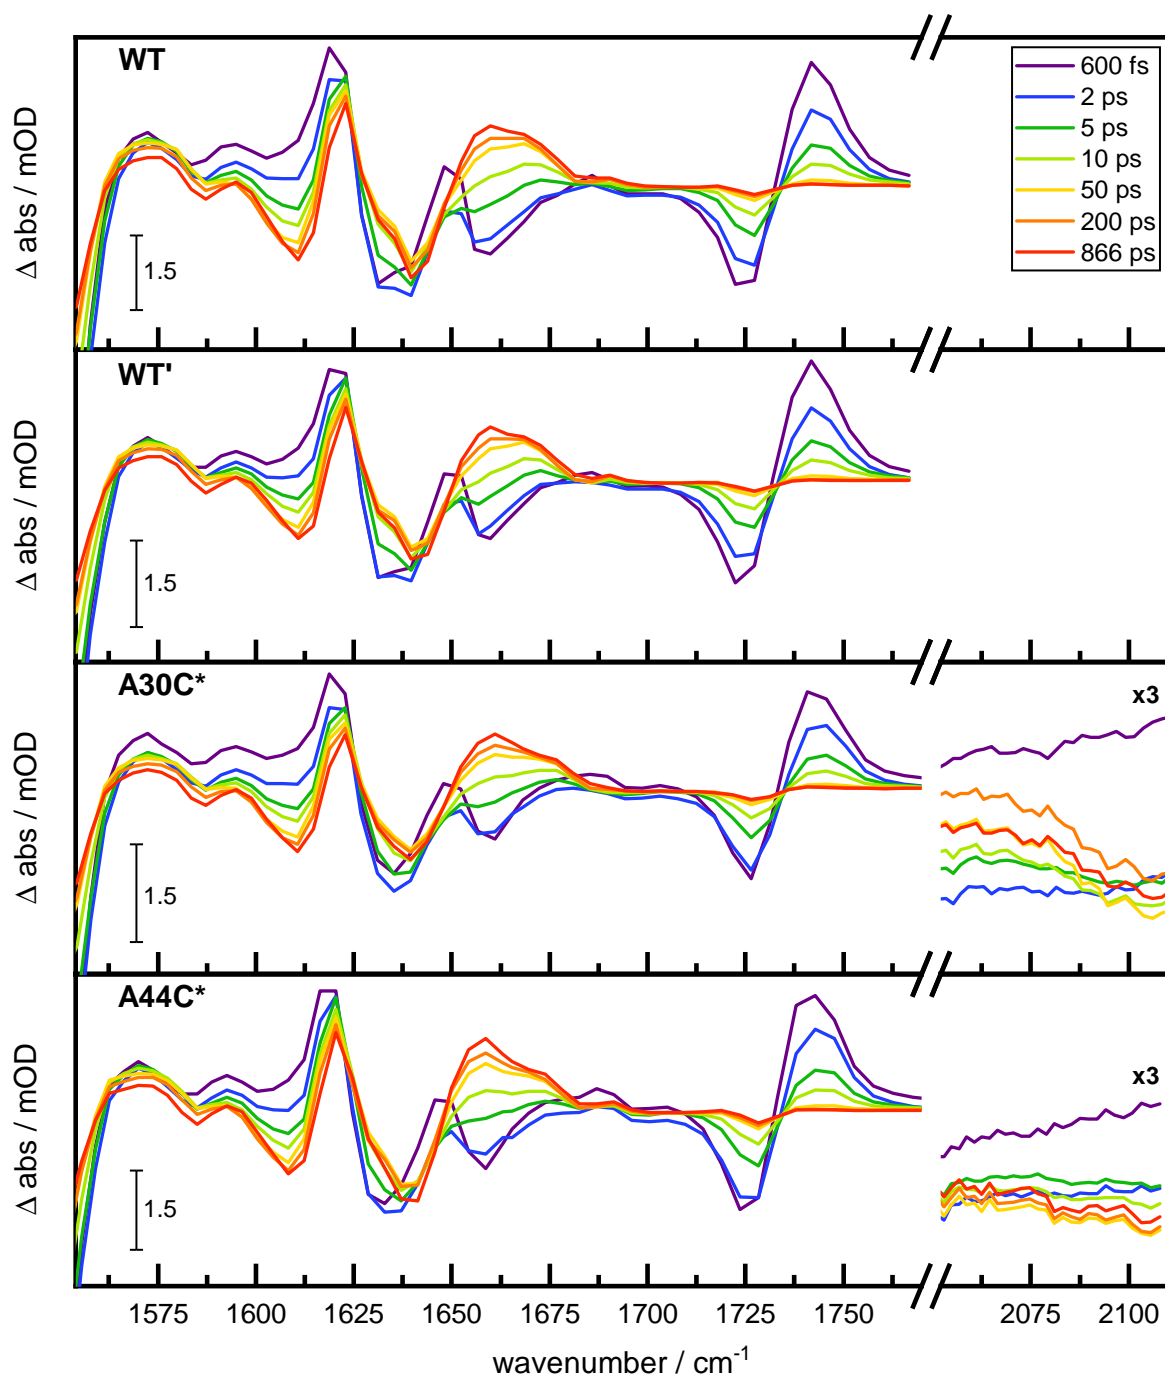 WT
600 fs
2 ps
5 ps
10 ps
50 ps
200 ps
866 ps
Δ abs / mOD
1.5
WT'
Δ abs / mOD
1.5
A30C*
x3
Δ abs / mOD
1.5
A44C*
x3
Δ abs / mOD
1.5
1575 1600 1625 1650 1675 1700 1725 1750 2075 2100
wavenumber / cm⁻¹